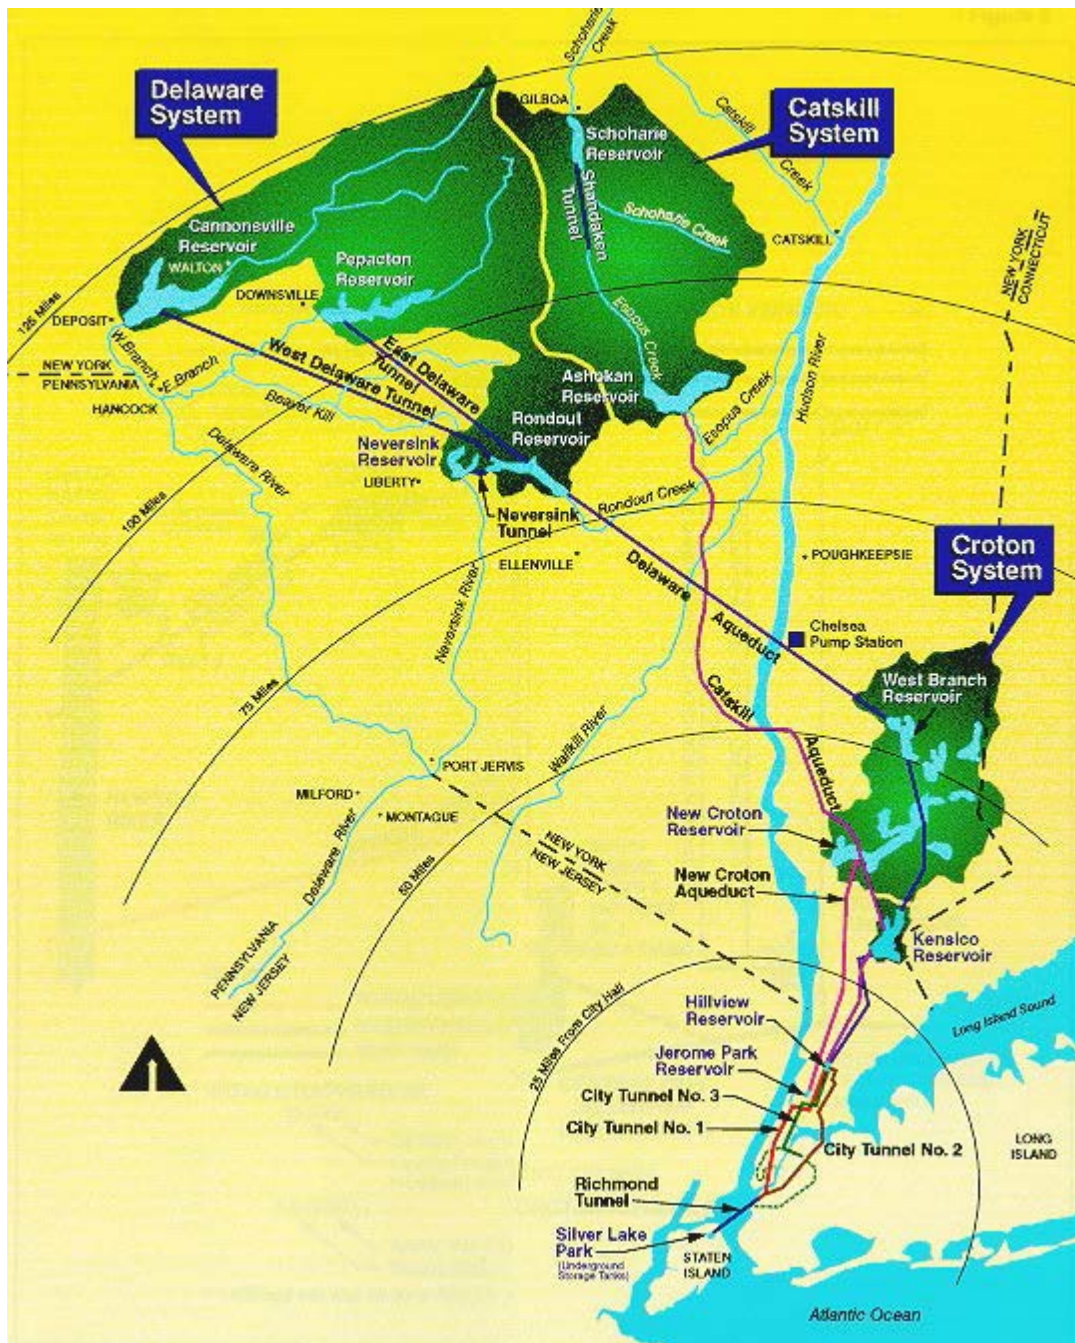 Schoharie
Creek
Delaware
System
GILBOA
Catskill
System
Catskill
Creek
Schoharie
Reservoir
Shandaken
Tunnel
Schoharie Creek
CATSKILL
Cannonsville
Reservoir
WALTON
Pepacton
Reservoir
DOWNSVILLE
DEPOSIT
125 Miles
NEW YORK
CONNECTICUT
NEW YORK
PENNSYLVANIA
W. Branch
E. Branch
HANCOCK
West Delaware Tunnel
East Delaware
Tunnel
Beaver Kill
Esopus Creek
Ashokan
Reservoir
Rondout
Reservoir
Esopus Creek
Hudson River
Neversink
Reservoir
LIBERTY
Delaware River
100 Miles
Neversink
Tunnel
Rondout Creek
ELLENVILLE
Delaware
Aqueduct
POUGHKEEPSIE
Croton
System
Chelsea
Pump Station
Neversink River
75 Miles
Catskill
Aqueduct
West Branch
Reservoir
Wallkill River
PORT JERVIS
MILFORD
MONTAGUE
Delaware River
50 Miles
NEW YORK
NEW JERSEY
New Croton
Reservoir
New Croton
Aqueduct
PENNSYLVANIA
NEW JERSEY
Kensico
Reservoir
Hillview
Reservoir
25 Miles From City Hall
Long Island Sound
Jerome Park
Reservoir
City Tunnel No. 3
City Tunnel No. 1
City Tunnel No. 2
LONG
ISLAND
Richmond
Tunnel
Silver Lake
Park
(Underground
Storage Tanks)
STATEN
ISLAND
Atlantic Ocean